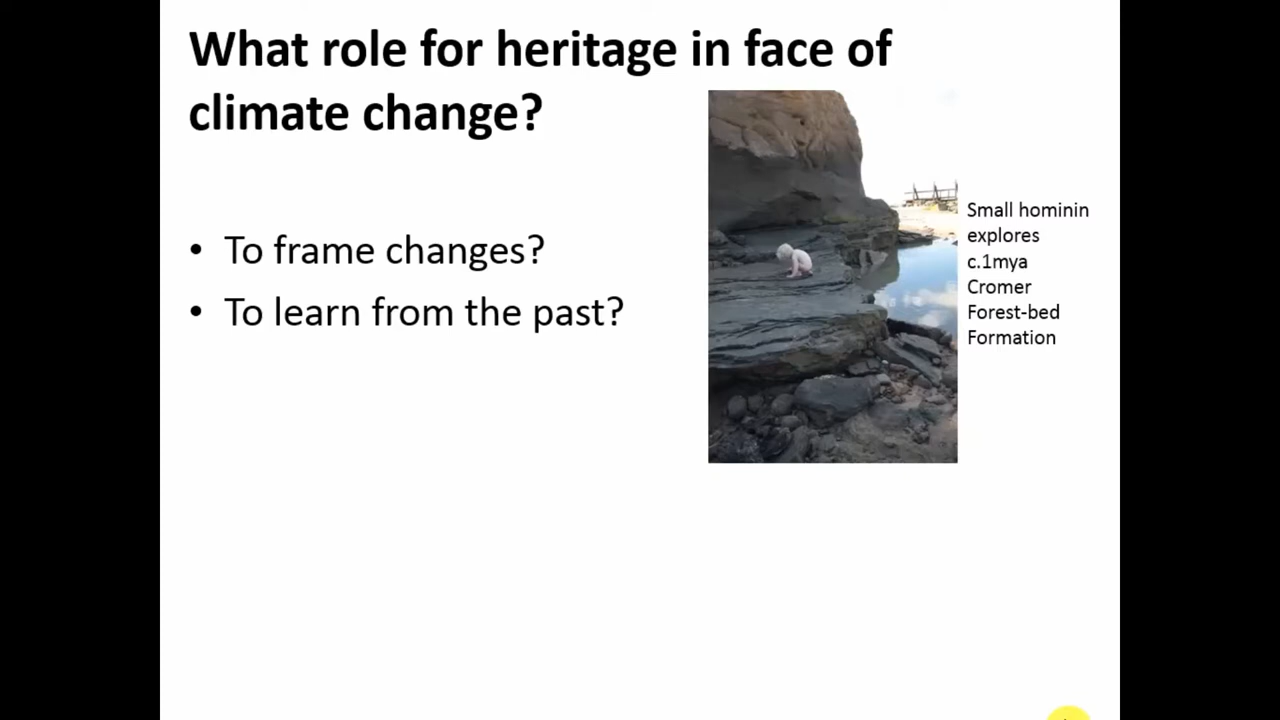 What role for heritage in face of
climate change?
• To frame changes?
• To learn from the past?
Small hominin
explores
c.1mya
Cromer
Forest-bed
Formation